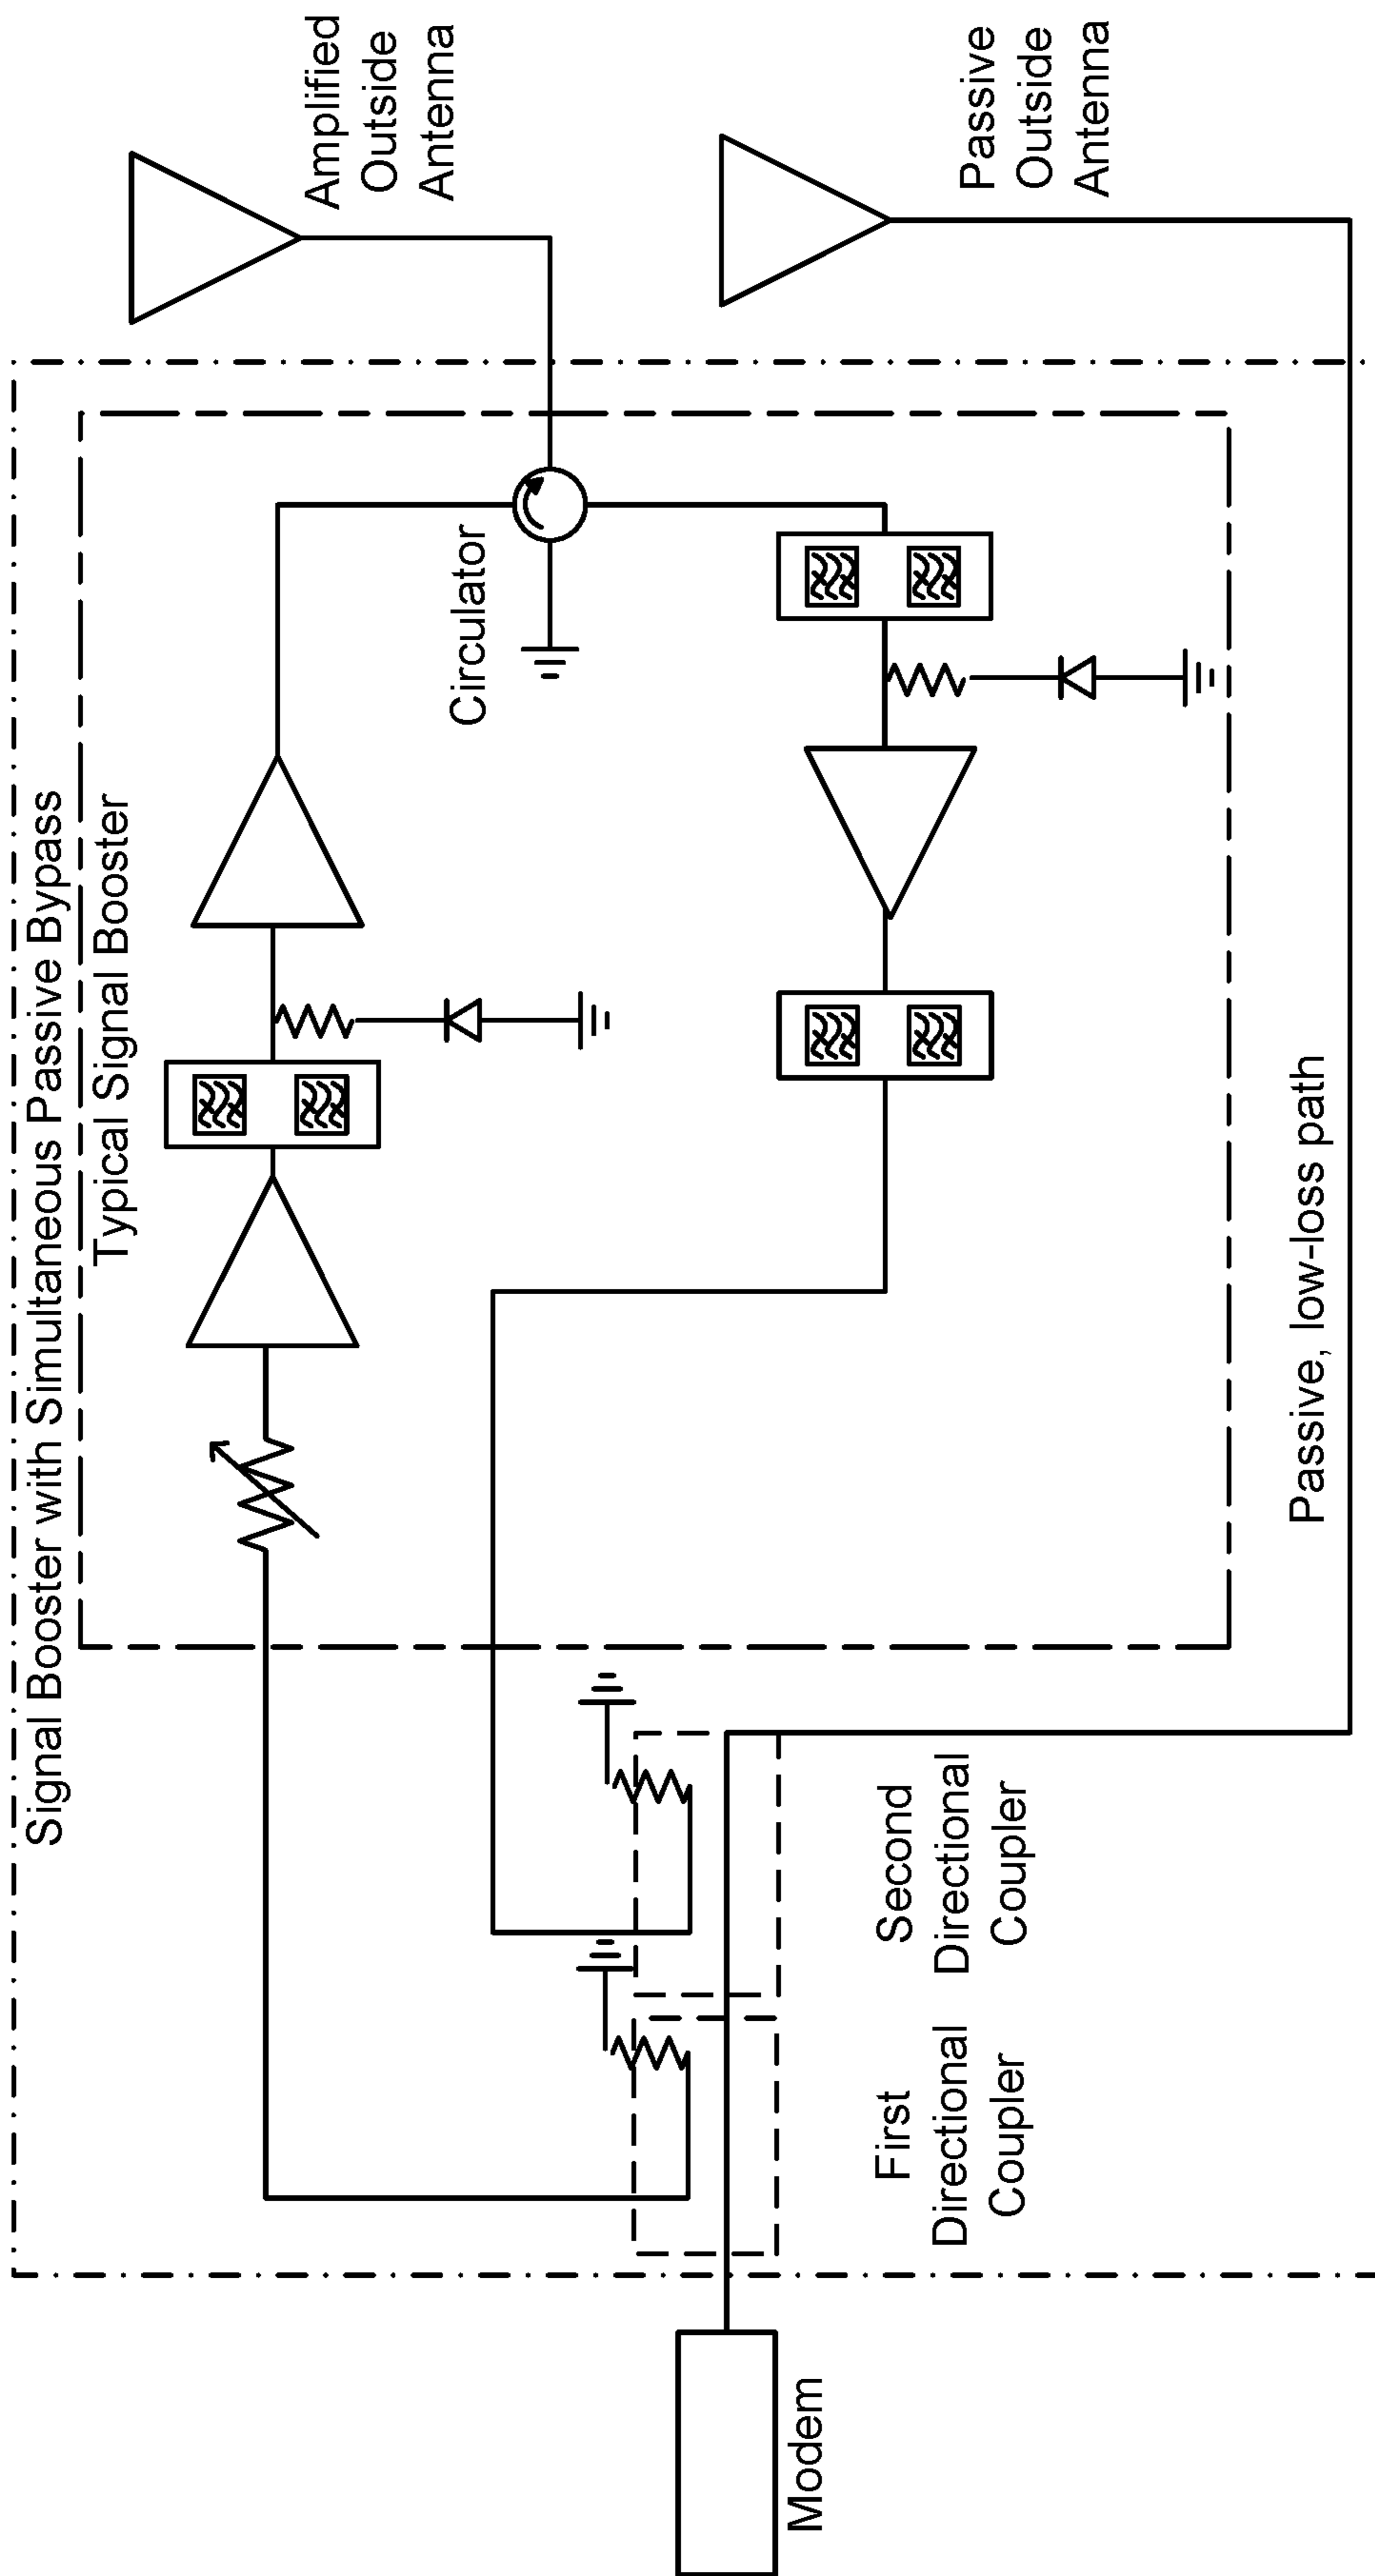 Signal Booster with Simultaneous Passive Bypass
Typical Signal Booster
Amplified
Outside
Antenna
Circulator
Passive
Outside
Antenna
Modem
First
Directional
Coupler
Second
Directional
Coupler
Passive, low-loss path